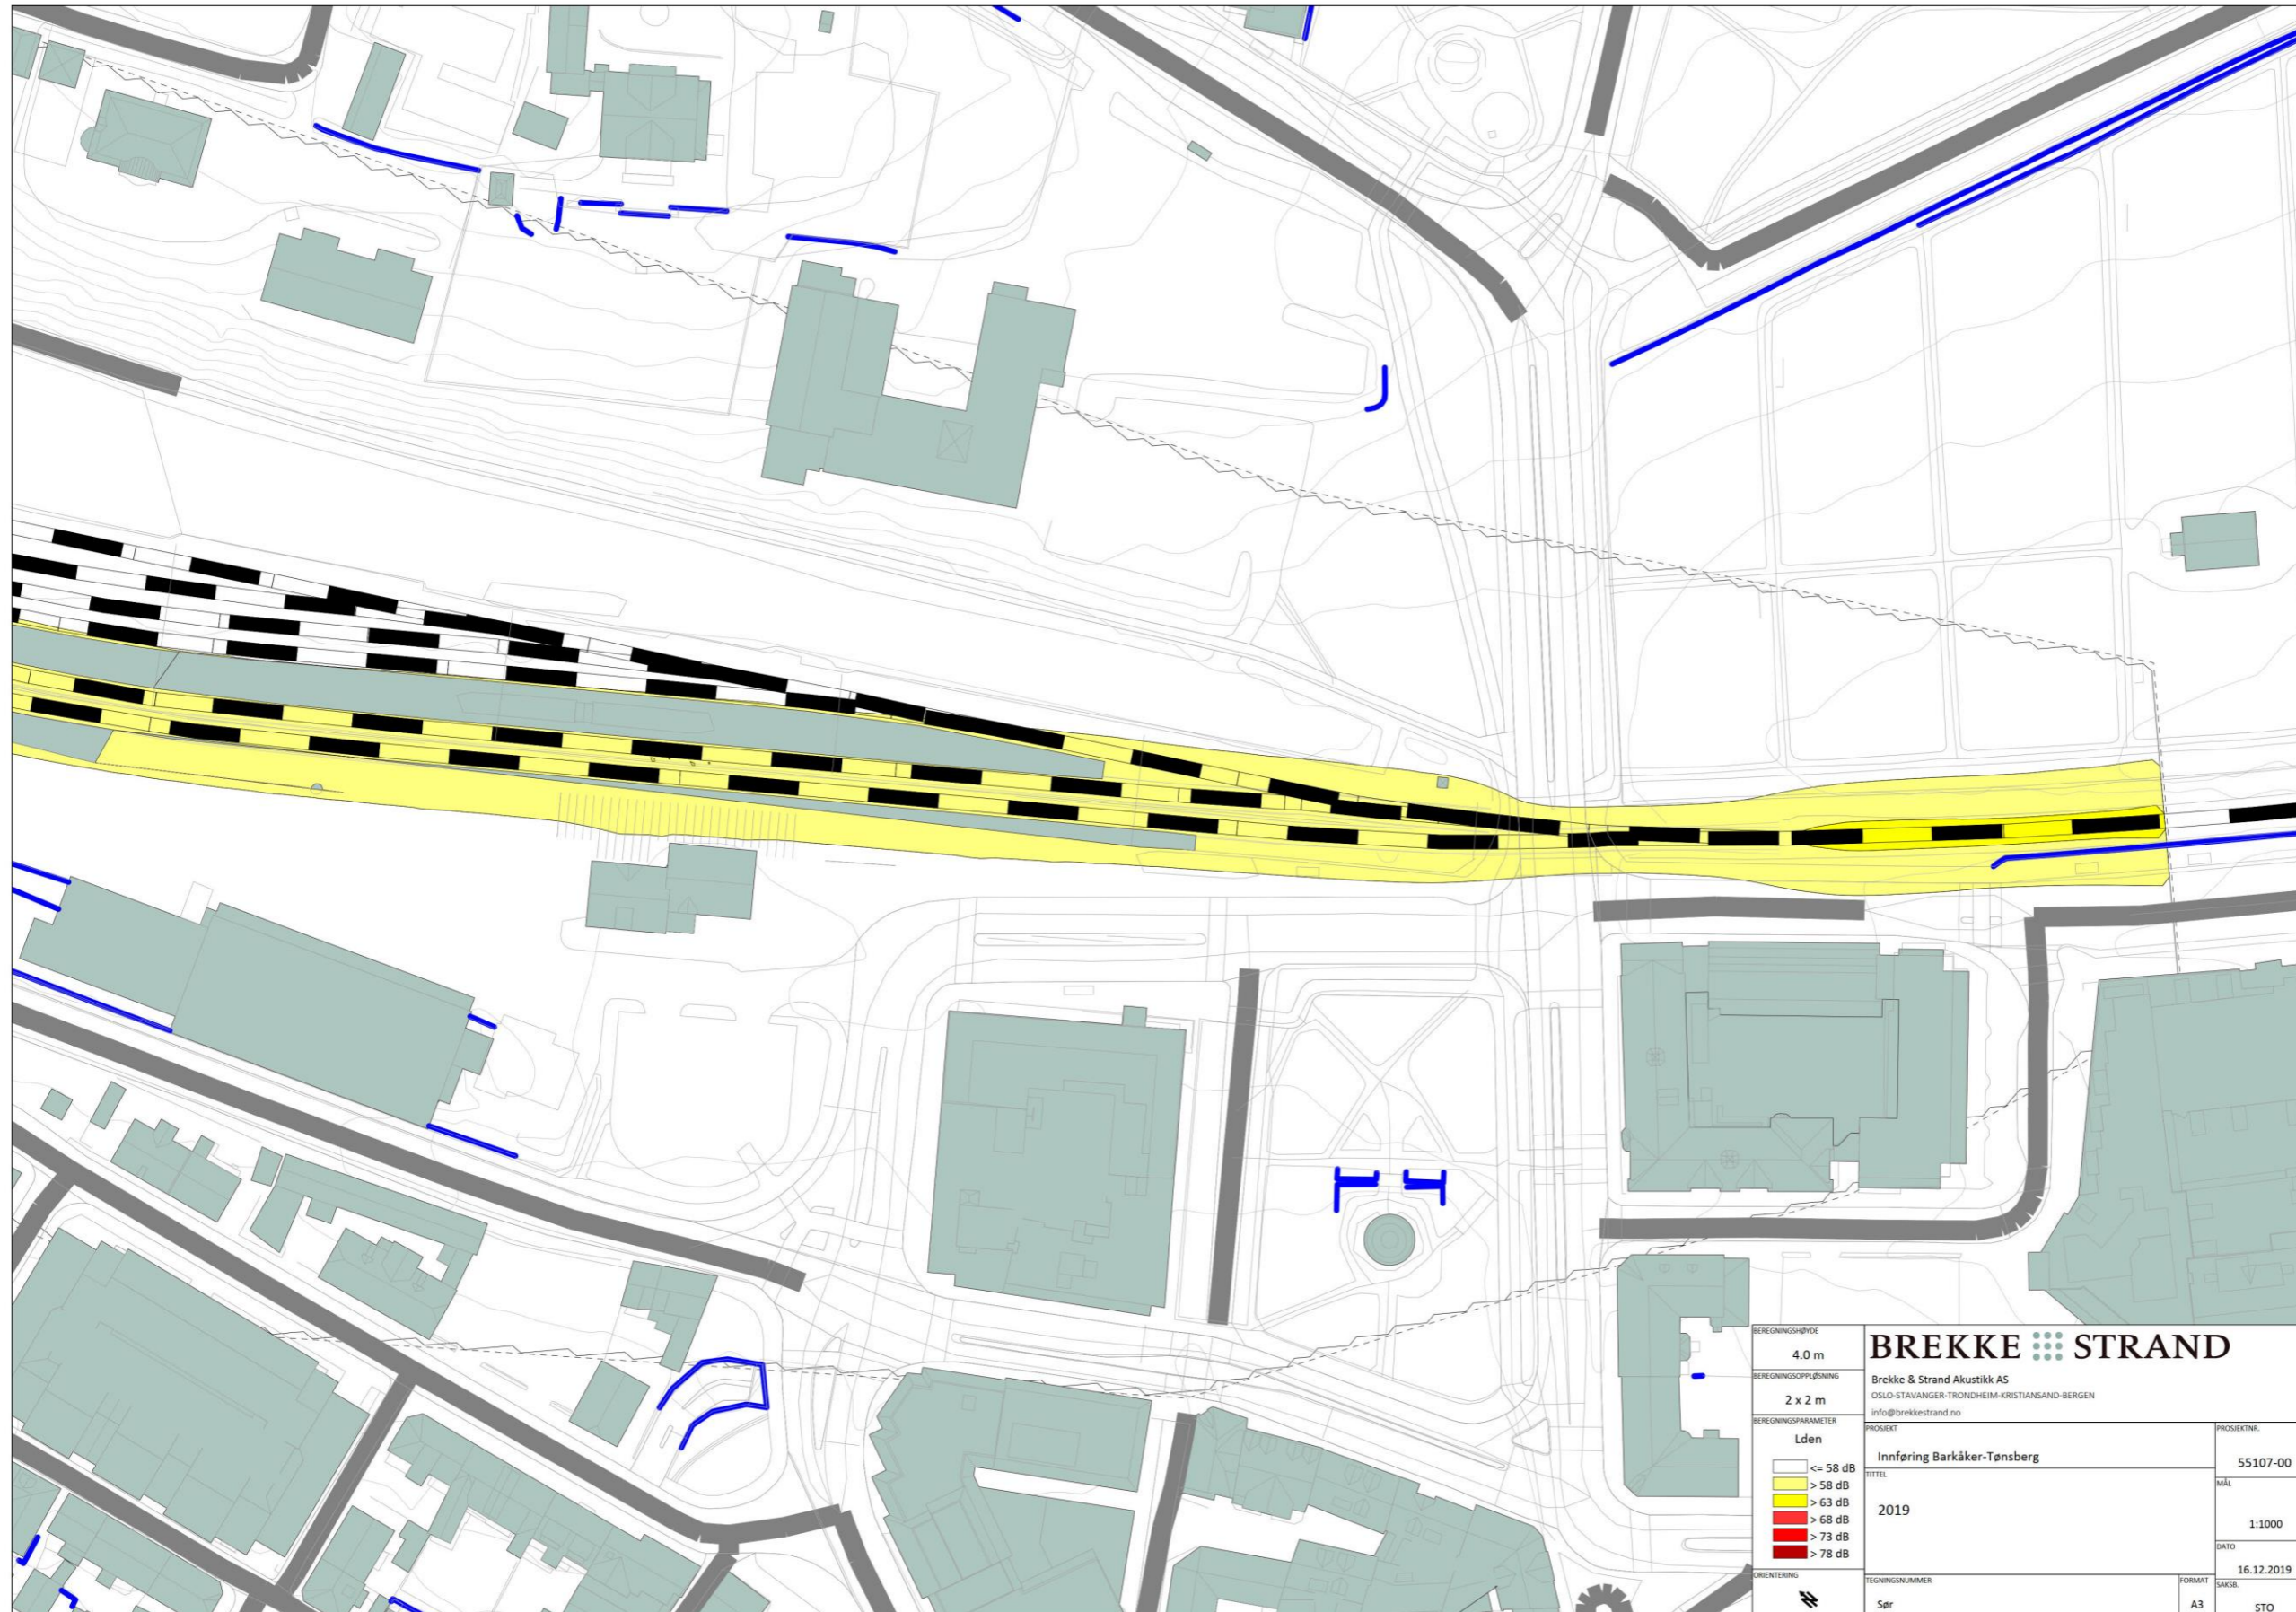 BEREGNINGSHØYDE
4.0 m
BEREGNINGSOPPLØSNING
2 x 2 m
BEREGNINGSPARAMETER
Lden
<= 58 dB
> 58 dB
> 63 dB
> 68 dB
> 73 dB
> 78 dB
ORIENTERING
BREKKE STRAND
Brekke & Strand Akustikk AS
OSLO-STAVANGER-TRONDHEIM-KRISTIANSAND-BERGEN
info@brekkestrand.no
PROSJEKT
Innføring Barkåker-Tønsberg
PROSJEKTNR.
55107-00
TITTEL
2019
MÅL
1:1000
DATO
16.12.2019
TEGNINGSNUMMER
Sør
FORMAT
A3
SAKSB.
STO